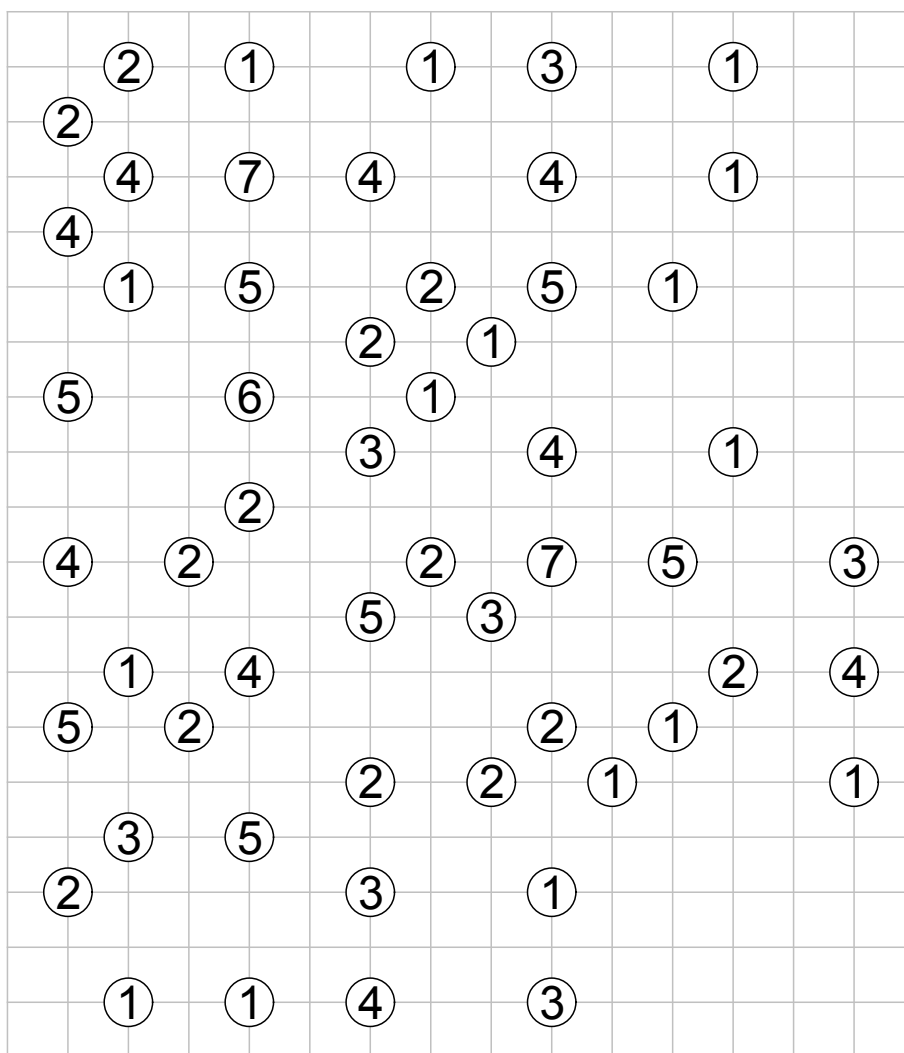 2 1 1 3 1
2
4 7 4 4 1
4
1 5 2 5 1
2 1
5 6 1
3 4 1
2
4 2 2 7 5 3
5 3
1 4 2 4
5 2 2 1
2 2 1 1
3 5
2 3 1
1 1 4 3